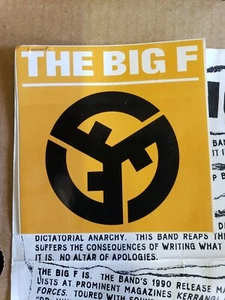 THE BIG F
DICTATORIAL ANARCHY. THIS BAND REAPS THE
SUFFERS THE CONSEQUENCES OF WRITING WHAT
IT IS. NO ALTAR OF APOLOGIES.
THE BIG F IS. THE BAND'S 1990 RELEASE MA
LISTS AT PROMINENT MAGAZINES KERRANG
FORCES. TOURED WITH